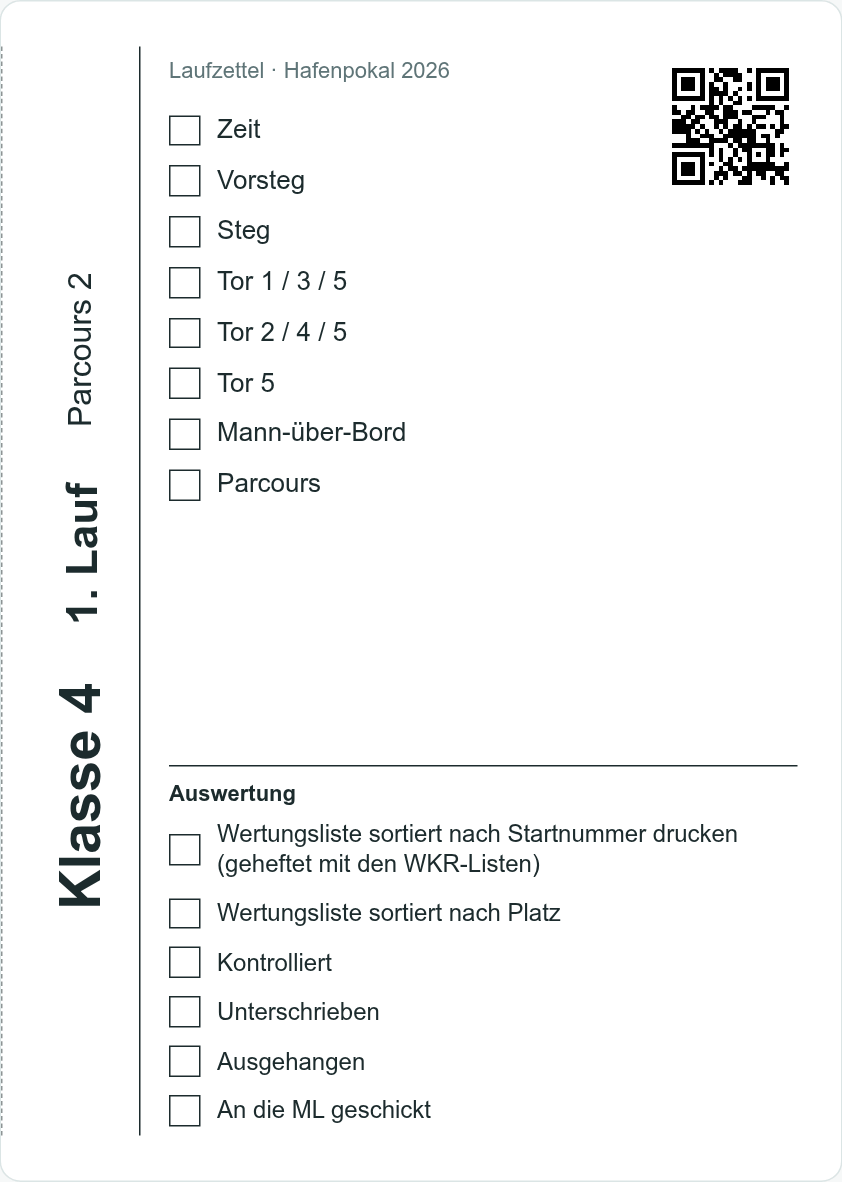 Laufzettel · Hafenpokal 2026
Zeit
Vorsteg
Steg
Tor 1 / 3 / 5
Tor 2 / 4 / 5
Tor 5
Mann-über-Bord
Parcours
Klasse 4 1. Lauf Parcours 2
Auswertung
Wertungsliste sortiert nach Startnummer drucken
(geheftet mit den WKR-Listen)
Wertungsliste sortiert nach Platz
Kontrolliert
Unterschrieben
Ausgehangen
An die ML geschickt